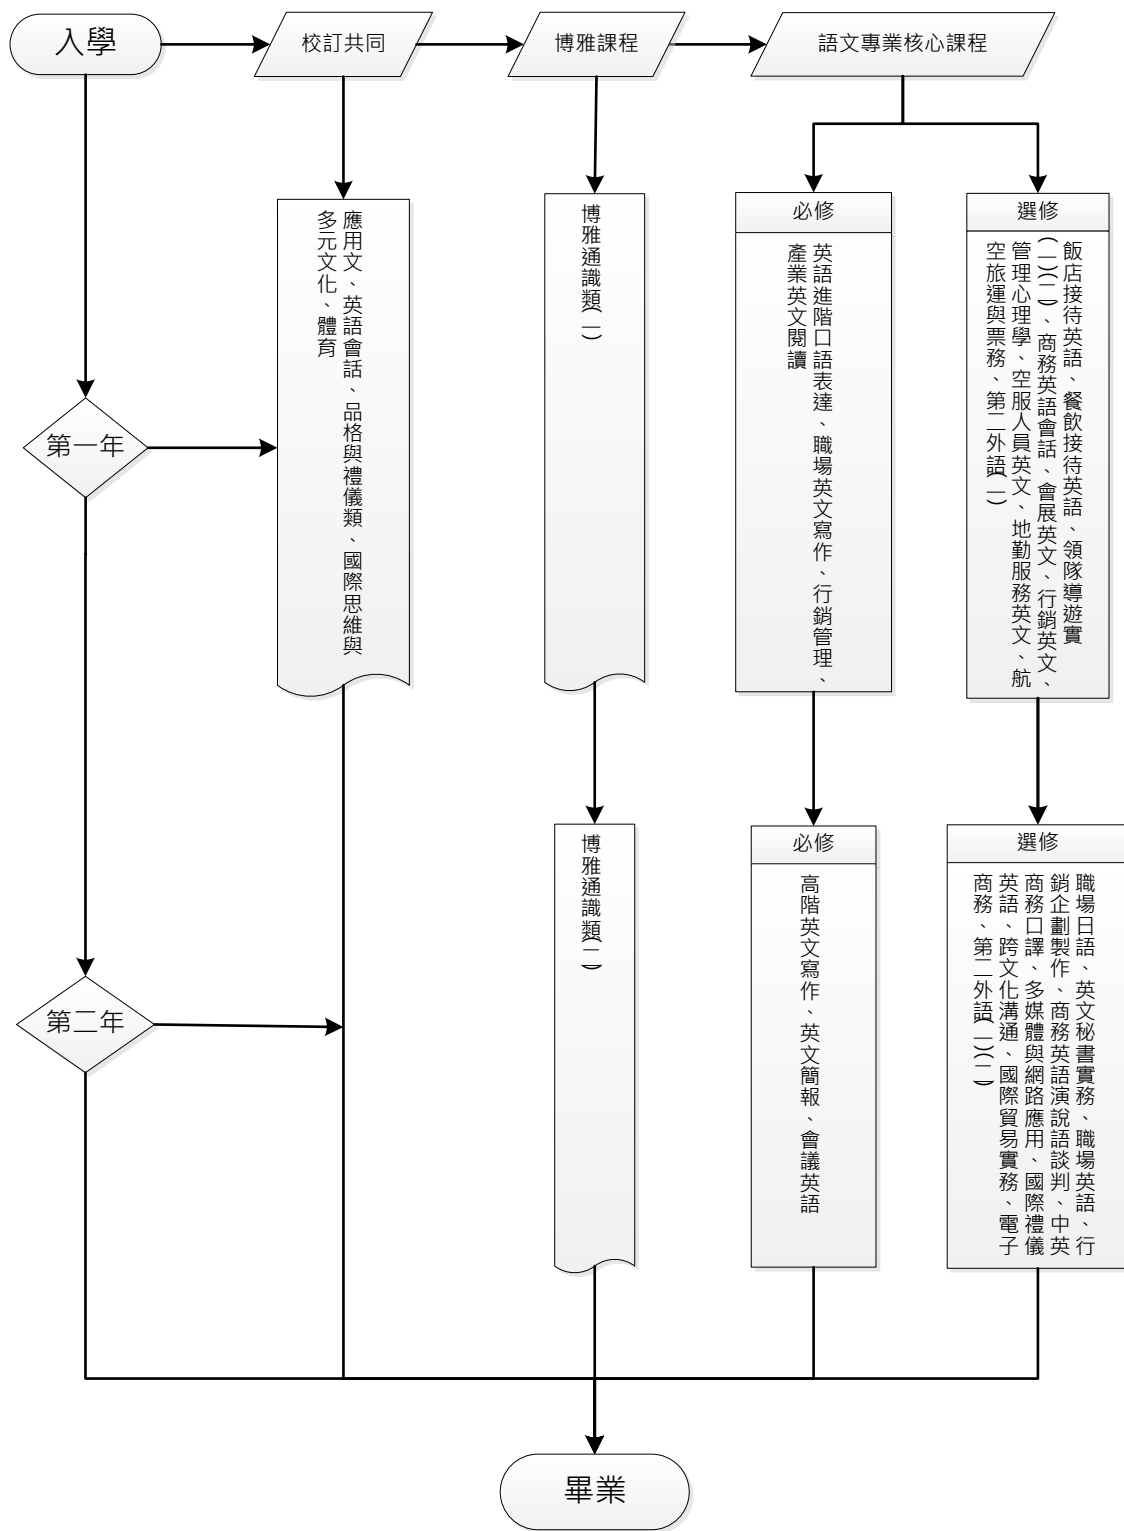 入學
校訂共同
博雅課程
語文專業核心課程
第一年
應用文、英語會話、品格與禮儀類、國際思維與
多元文化、體育
博雅通識類(一)
必修
英語進階口語表達、職場英文寫作、行銷管理、
產業英文閱讀
選修
飯店接待英語、餐飲接待英語、領隊導遊實
(一)(二)、商務英語會話、會展英文、行銷英文、
管理心理學、空服人員英文、地勤服務英文、航
空旅運與票務、第二外語(一)
第二年
博雅通識類(二)
必修
高階英文寫作、英文簡報、會議英語
選修
職場日語、英文秘書實務、職場英語、行
銷企劃製作、商務英語演說語談判、中英
商務口譯、多媒體與網路應用、國際禮儀
英語、跨文化溝通、國際貿易實務、電子
商務、第二外語(一)(二)
畢業